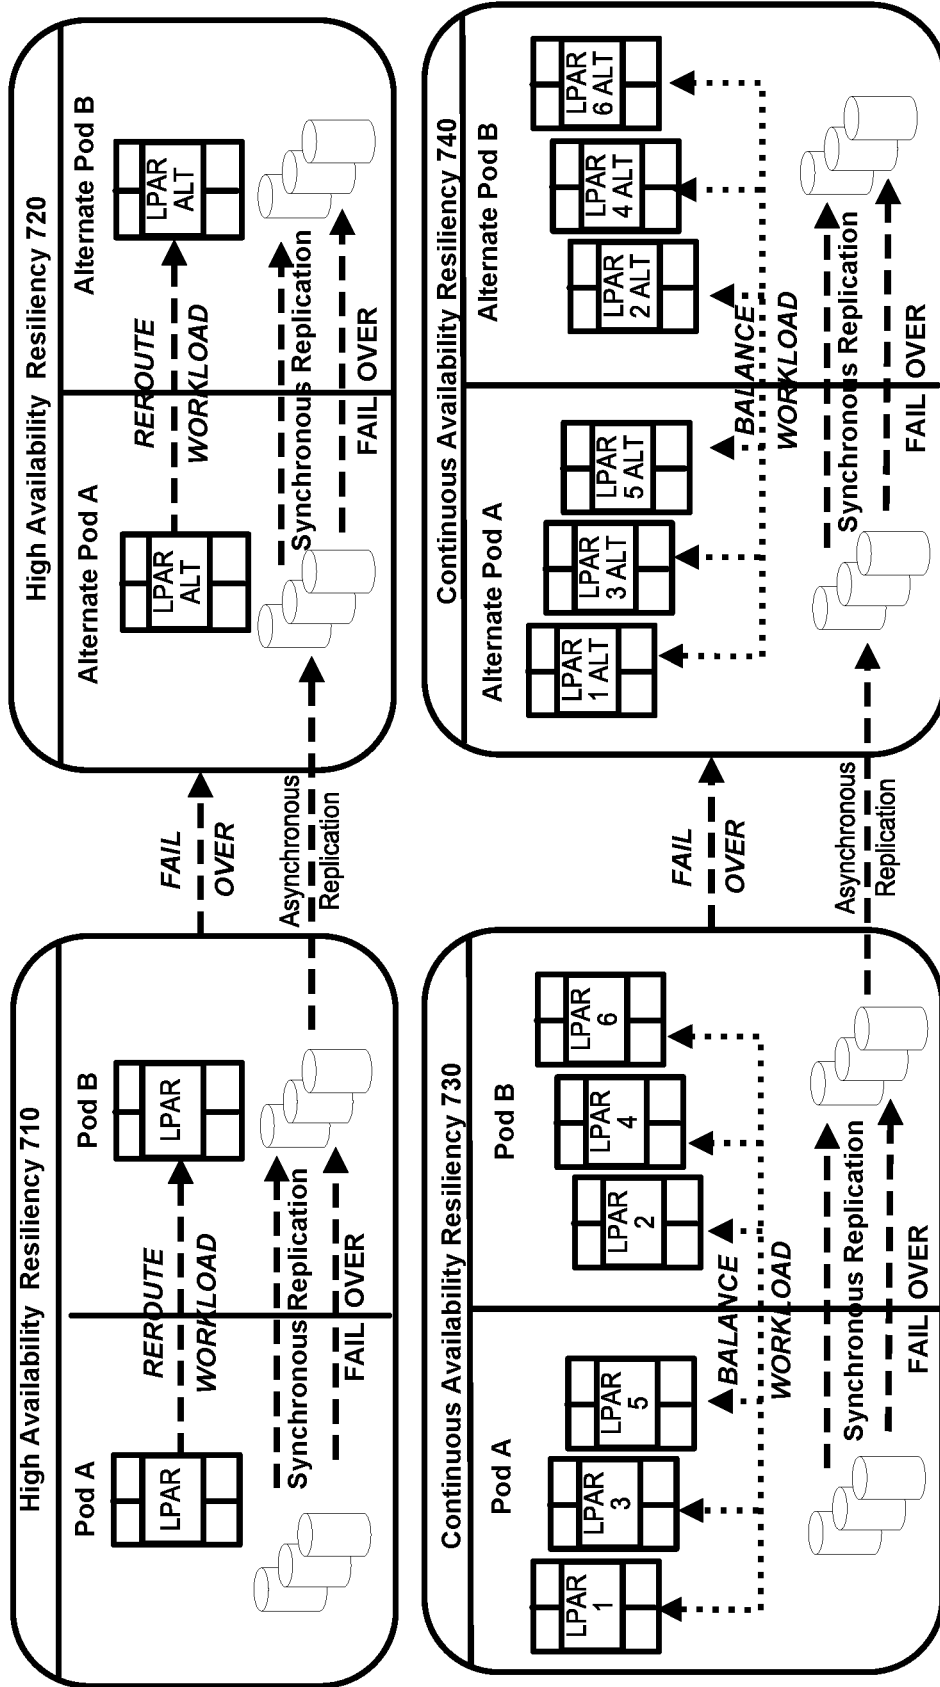 High Availability  Resiliency 710
Pod A
Pod B
LPAR
LPAR
REROUTE
WORKLOAD
Synchronous Replication
FAIL OVER
FAIL
OVER
Asynchronous
Replication
High Availability  Resiliency 720
Alternate Pod A
Alternate Pod B
LPAR
ALT
LPAR
ALT
REROUTE
WORKLOAD
Synchronous Replication
FAIL OVER
Continuous Availability Resiliency 730
Pod A
Pod B
LPAR
1
LPAR
3
LPAR
5
LPAR
2
LPAR
4
LPAR
6
BALANCE
WORKLOAD
Synchronous Replication
FAIL OVER
FAIL
OVER
Asynchronous
Replication
Continuous Availability Resiliency 740
Alternate Pod A
Alternate Pod B
LPAR
1 ALT
LPAR
3 ALT
LPAR
5 ALT
LPAR
2 ALT
LPAR
4 ALT
LPAR
6 ALT
BALANCE
WORKLOAD
Synchronous Replication
FAIL OVER